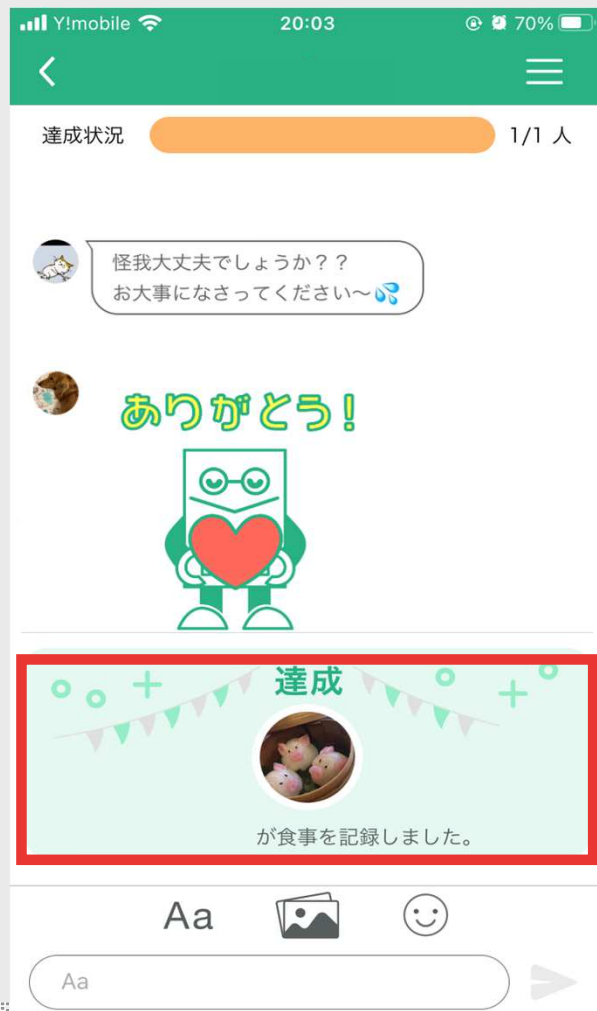 Y!mobile 20:03 70%
達成状況 1/1 人
怪我大丈夫でしょうか??
お大事になさってください〜💦
ありがとう!
達成
が食事を記録しました。
Aa
Aa